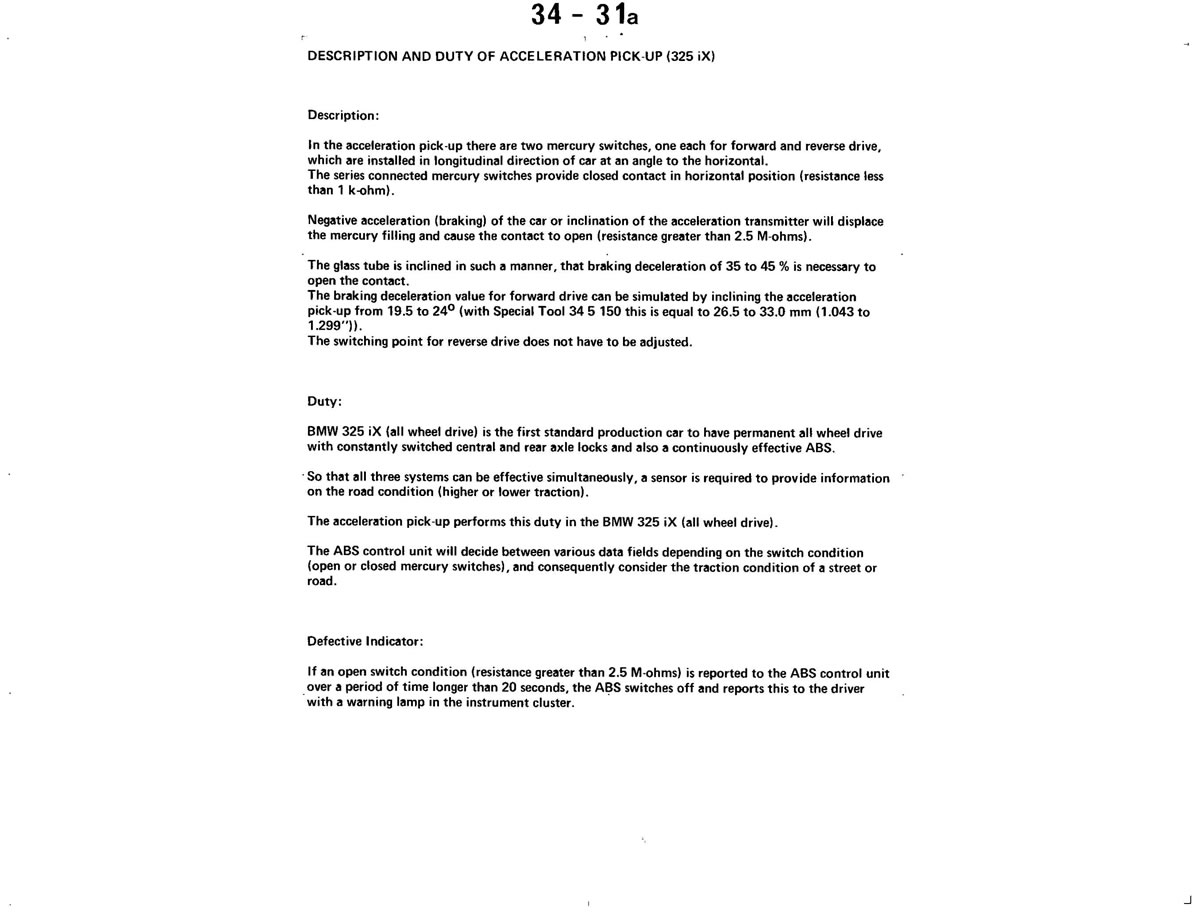 34 - 31a
DESCRIPTION AND DUTY OF ACCELERATION PICK-UP (325 iX)
Description:
In the acceleration pick-up there are two mercury switches, one each for forward and reverse drive,
which are installed in longitudinal direction of car at an angle to the horizontal.
The series connected mercury switches provide closed contact in horizontal position (resistance less
than 1 k-ohm).
Negative acceleration (braking) of the car or inclination of the acceleration transmitter will displace
the mercury filling and cause the contact to open (resistance greater than 2.5 M-ohms).
The glass tube is inclined in such a manner, that braking deceleration of 35 to 45 % is necessary to
open the contact.
The braking deceleration value for forward drive can be simulated by inclining the acceleration
pick-up from 19.5 to 24° (with Special Tool 34 5 150 this is equal to 26.5 to 33.0 mm (1.043 to
1.299")).
The switching point for reverse drive does not have to be adjusted.
Duty:
BMW 325 iX (all wheel drive) is the first standard production car to have permanent all wheel drive
with constantly switched central and rear axle locks and also a continuously effective ABS.
So that all three systems can be effective simultaneously, a sensor is required to provide information
on the road condition (higher or lower traction).
The acceleration pick-up performs this duty in the BMW 325 iX (all wheel drive).
The ABS control unit will decide between various data fields depending on the switch condition
(open or closed mercury switches), and consequently consider the traction condition of a street or
road.
Defective Indicator:
If an open switch condition (resistance greater than 2.5 M-ohms) is reported to the ABS control unit
over a period of time longer than 20 seconds, the ABS switches off and reports this to the driver
with a warning lamp in the instrument cluster.